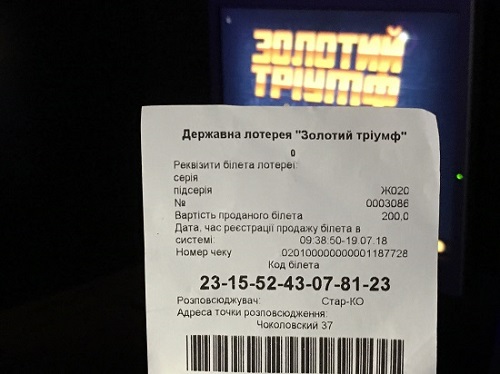 ЗОЛОТИЙ
ТРІУМФ
Державна лотерея "Золотий тріумф"
0
Реквізити білета лотереї:
серія
підсерія Ж020
№ 0003086
Вартість проданого білета 200,0
Дата, час реєстрації продажу білета в
системі: 09:38:50-19.07.18
Номер чеку 02010000000001187728
Код білета
23-15-52-43-07-81-23
Розповсюджувач: Стар-КО
Адреса точки розповсюдження:
Чоколовский 37